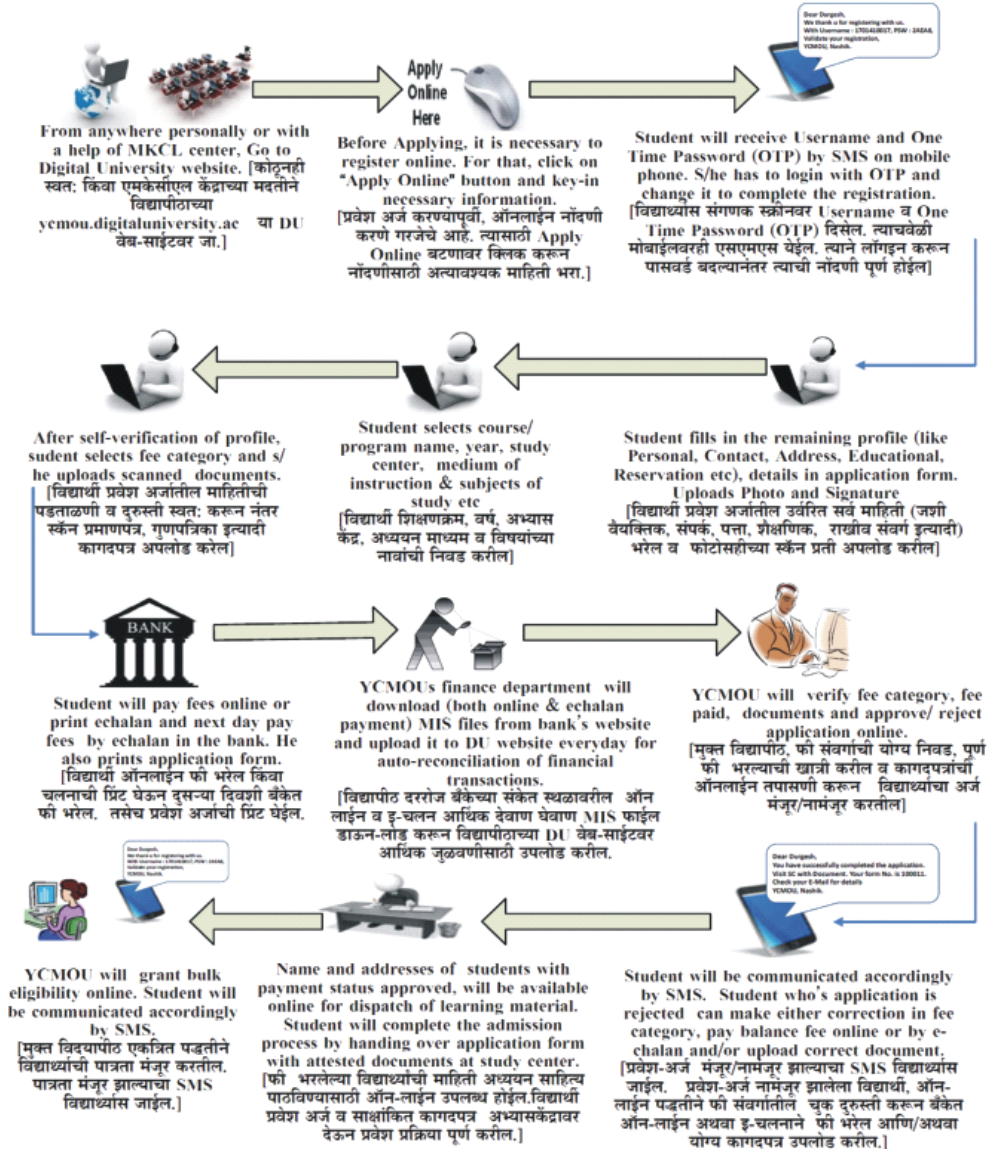 Dear Durgesh,
We thank u for registering with us.
With Username : 1701418017, PSW : 2AEA8,
Validate your registration,
YCMOU, Nashik.
Apply
Online
Here
From anywhere personally or with
a help of MKCL center, Go to
Digital University website. [कोठूनही
स्वत: किंवा एमकेसीएल केंद्राच्या मदतीने
विद्यापीठाच्या
ycmou.digitaluniversity.ac या DU
वेब-साईटवर जा.]
Before Applying, it is necessary to
register online. For that, click on
"Apply Online" button and key-in
necessary information.
[प्रवेश अर्ज करण्यापूर्वी, ऑनलाईन नोंदणी
करणे गरजेचे आहे. त्यासाठी Apply
Online बटणावर क्लिक करून
नोंदणीसाठी अत्यावश्यक माहिती भरा.]
Student will receive Username and One
Time Password (OTP) by SMS on mobile
phone. S/he has to login with OTP and
change it to complete the registration.
[विद्यार्थ्यास संगणक स्क्रीनवर Username व One
Time Password (OTP) दिसेल. त्याचवेळी
मोबाईलवरही एसएमएस येईल. त्याने लॉगइन करून
पासवर्ड बदल्यानंतर त्याची नोंदणी पूर्ण होईल]
After self-verification of profile,
sudent selects fee category and s/
he uploads scanned documents.
[विद्यार्थी प्रवेश अर्जातील माहितीची
पडताळणी व दुरुस्ती स्वत: करून नंतर
स्कॅन प्रमाणपत्र, गुणपत्रिका इत्यादी
कागदपत्र अपलोड करेल]
Student selects course/
program name, year, study
center, medium of
instruction & subjects of
study etc
[विद्यार्थी शिक्षणक्रम, वर्ष, अभ्यास
केंद्र, अध्ययन माध्यम व विषयांच्या
नावांची निवड करील]
Student fills in the remaining profile (like
Personal, Contact, Address, Educational,
Reservation etc), details in application form.
Uploads Photo and Signature
[विद्यार्थी प्रवेश अर्जातील उर्वरित सर्व माहिती (जशी
वैयक्तिक, संपर्क, पत्ता, शैक्षणिक, राखीव संवर्ग इत्यादी)
भरेल व फोटोसहीच्या स्कॅन प्रती अपलोड करील]
BANK
Student will pay fees online or
print echalan and next day pay
fees by echalan in the bank. He
also prints application form.
[विद्यार्थी ऑनलाईन फी भरेल किंवा
चलनाची प्रिंट घेऊन दुसऱ्या दिवशी बँकेत
फी भरेल. तसेच प्रवेश अर्जाची प्रिंट घेईल.
YCMOUs finance department will
download (both online & echalan
payment) MIS files from bank's website
and upload it to DU website everyday for
auto-reconciliation of financial
transactions.
[विद्यापीठ दररोज बँकेच्या संकेत स्थळावरील ऑन
लाईन व इ-चलन आर्थिक देवाण घेवाण MIS फाईल
डाऊन-लोड करून विद्यापीठाच्या DU वेब-साईटवर
आर्थिक जुळवणीसाठी उपलोड करील.
YCMOU will verify fee category, fee
paid, documents and approve/ reject
application online.
[मुक्त विद्यापीठ, फी संवर्गाची योग्य निवड, पूर्ण
फी भरल्याची खात्री करील व कागदपत्रांची
ऑनलाईन तपासणी करून विद्यार्थ्याचा अर्ज
मंजूर/नामंजूर करतील]
Dear Durgesh,
We thank u for registering with us.
With Username : 1701418017, PSW : 2AEA8,
Validate your registration,
YCMOU, Nashik.
Dear Durgesh,
You have successfully completed the application.
Visit SC with Document. Your form No. is 100011.
Check your E-Mail for details
YCMOU, Nashik.
YCMOU will grant bulk
eligibility online. Student will
be communicated accordingly
by SMS.
[मुक्त विदयापीठ एकत्रित पद्धतीने
विद्यार्थ्यांची पात्रता मंजूर करतील.
पात्रता मंजूर झाल्याचा SMS
विद्यार्थ्यास जाईल.]
Name and addresses of students with
payment status approved, will be available
online for dispatch of learning material.
Student will complete the admission
process by handing over application form
with attested documents at study center.
[फी भरलेल्या विद्यार्थ्यांची माहिती अध्ययन साहित्य
पाठविण्यासाठी ऑन-लाईन उपलब्ध होईल.विद्यार्थी
प्रवेश अर्ज व साक्षांकित कागदपत्र अभ्यासकेंद्रावर
देऊन प्रवेश प्रक्रिया पूर्ण करील.]
Student will be communicated accordingly
by SMS. Student who's application is
rejected can make either correction in fee
category, pay balance fee online or by e-
chalan and/or upload correct document.
[प्रवेश-अर्ज मंजूर/नामंजूर झाल्याचा SMS विद्यार्थ्यास
जाईल. प्रवेश-अर्ज नामंजूर झालेला विद्यार्थी, ऑन-
लाईन पद्धतीने फी संवर्गातील चुक दुरुस्ती करून बँकेत
ऑन-लाईन अथवा इ-चलनाने फी भरेल आणि/अथवा
योग्य कागदपत्र उपलोड करील.]